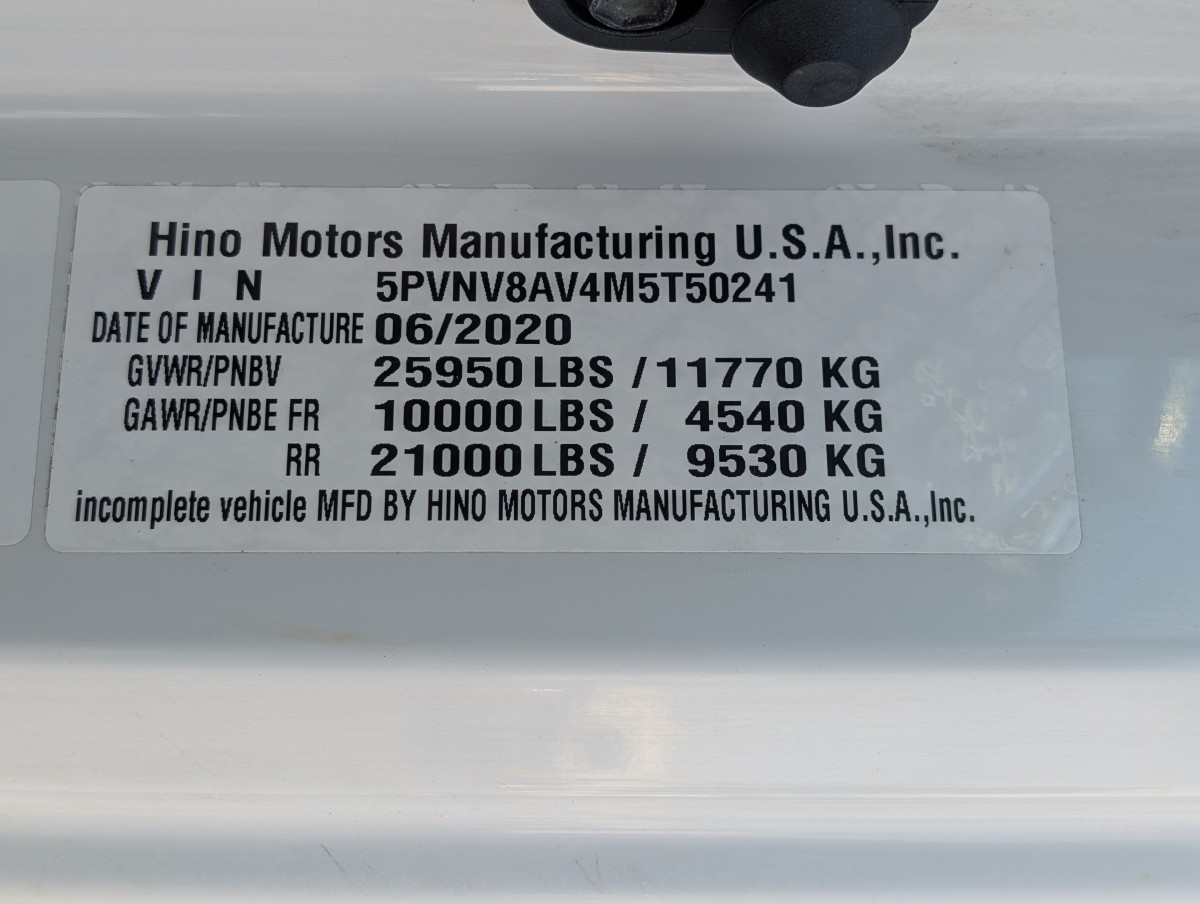 Hino Motors Manufacturing U.S.A.,Inc.
V I N 5PVNV8AV4M5T50241
DATE OF MANUFACTURE 06/2020
GVWR/PNBV 25950 LBS / 11770 KG
GAWR/PNBE FR 10000 LBS / 4540 KG
RR 21000 LBS / 9530 KG
incomplete vehicle MFD BY HINO MOTORS MANUFACTURING U.S.A.,Inc.